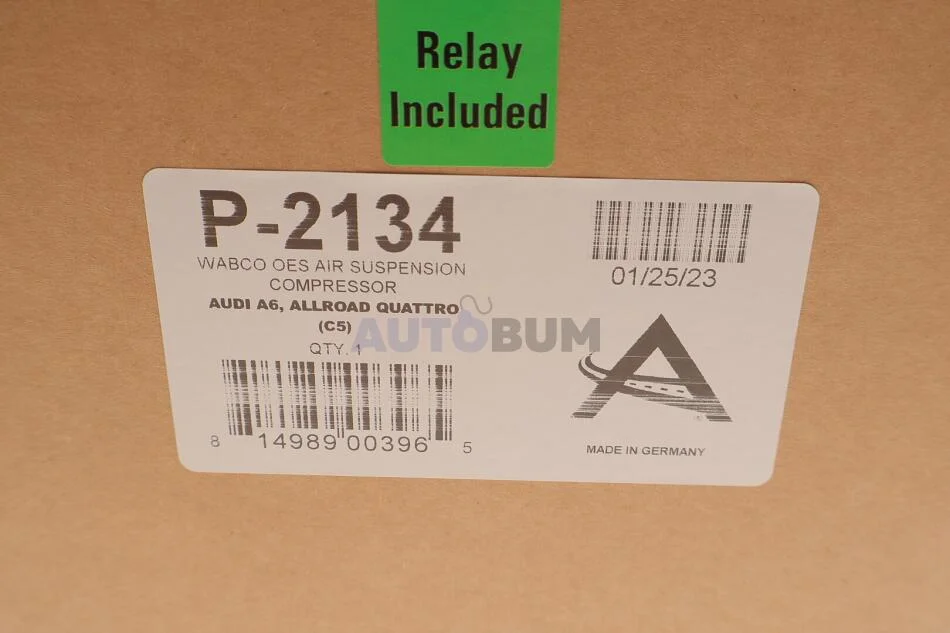 Relay
Included
P-2134
WABCO OES AIR SUSPENSION
COMPRESSOR
AUDI A6, ALLROAD QUATTRO
(C5)
QTY. 1
8 14989 00396 5
01/25/23
MADE IN GERMANY
AUTOBUM